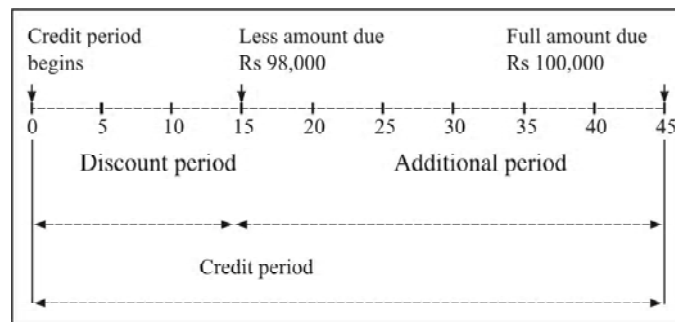 Credit period
begins
Less amount due
Rs 98,000
Full amount due
Rs 100,000
0 5 10 15 20 25 30 35 40 45
Discount period Additional period
Credit period